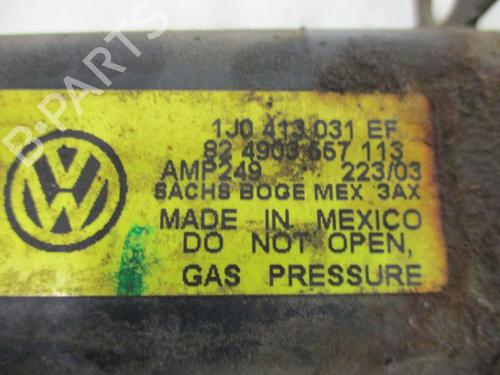 1J0 413 031 EF
82 4903 557 113
AMP249 223/03
SACHS BOGE MEX 3AX
MADE IN MEXICO
DO NOT OPEN,
GAS PRESSURE
B-PARTS